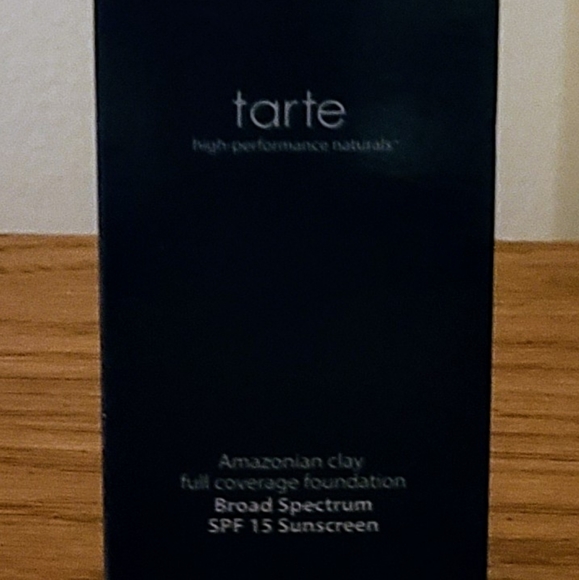 tarte
high-performance naturals™
Amazonian clay
full coverage foundation
Broad Spectrum
SPF 15 Sunscreen